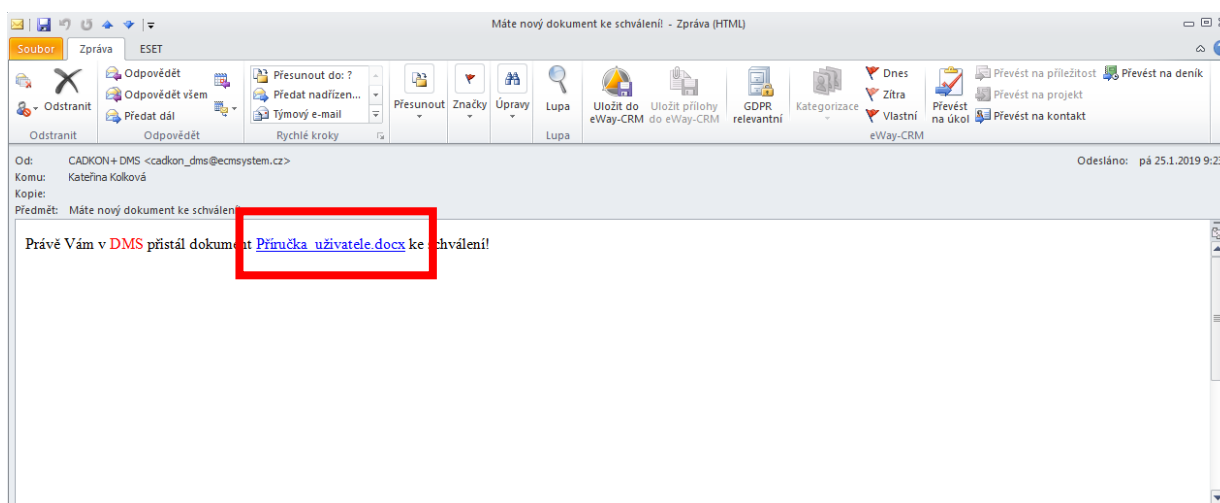 Máte nový dokument ke schválení! - Zpráva (HTML)
Soubor Zpráva ESET
Odstranit
Odpovědět
Odpovědět všem
Předat dál
Přesunout do: ?
Předat nadřízen...
Týmový e-mail
Přesunout Značky Úpravy Lupa
Uložit do
eWay-CRM
Uložit přílohy
do eWay-CRM
GDPR
relevantní
Kategorizace
Dnes
Zítra
Vlastní
Převést
na úkol
Převést na příležitost
Převést na projekt
Převést na kontakt
Převést na deník
Odstranit Odpovědět Rychlé kroky Lupa eWay-CRM
Od: CADKON+ DMS <cadkon_dms@ecmsystem.cz> Odesláno: pá 25.1.2019 9:23
Komu: Kateřina Kolková
Kopie:
Předmět: Máte nový dokument ke schválení!
Právě Vám v DMS přistál dokument Příručka_uživatele.docx ke schválení!